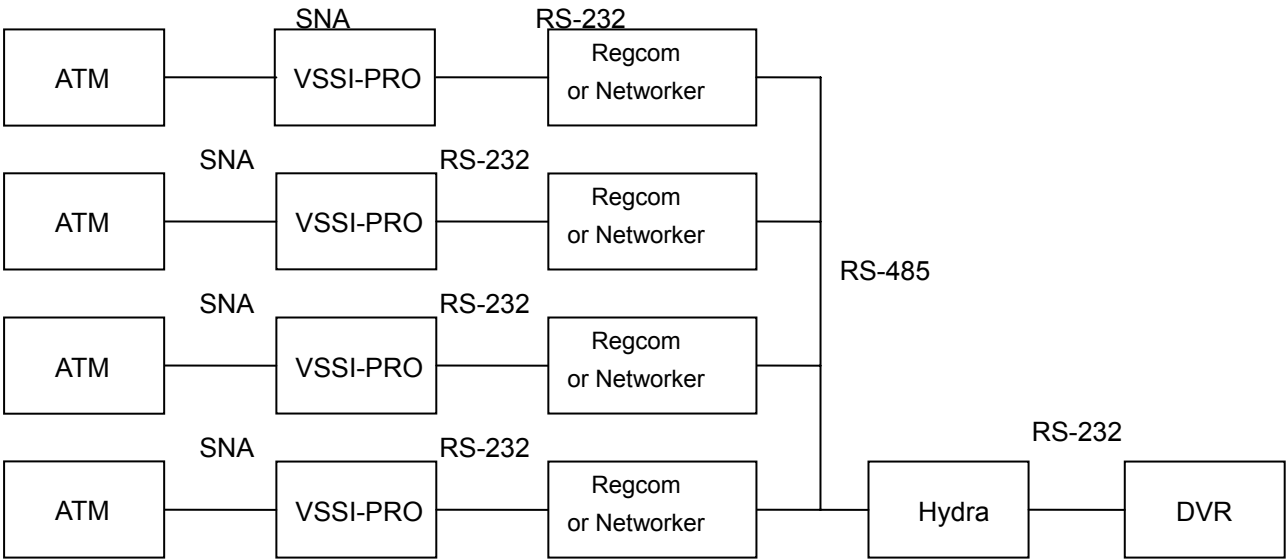 SNA
RS-232
ATM
VSSI-PRO
Regcom
or Networker
SNA
RS-232
ATM
VSSI-PRO
Regcom
or Networker
RS-485
SNA
RS-232
ATM
VSSI-PRO
Regcom
or Networker
SNA
RS-232
RS-232
ATM
VSSI-PRO
Regcom
or Networker
Hydra
DVR